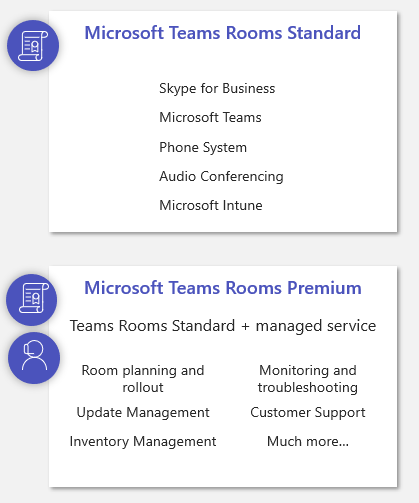 Microsoft Teams Rooms Standard
Skype for Business
Microsoft Teams
Phone System
Audio Conferencing
Microsoft Intune
Microsoft Teams Rooms Premium
Teams Rooms Standard + managed service
Room planning and
rollout
Monitoring and
troubleshooting
Update Management
Customer Support
Inventory Management
Much more...